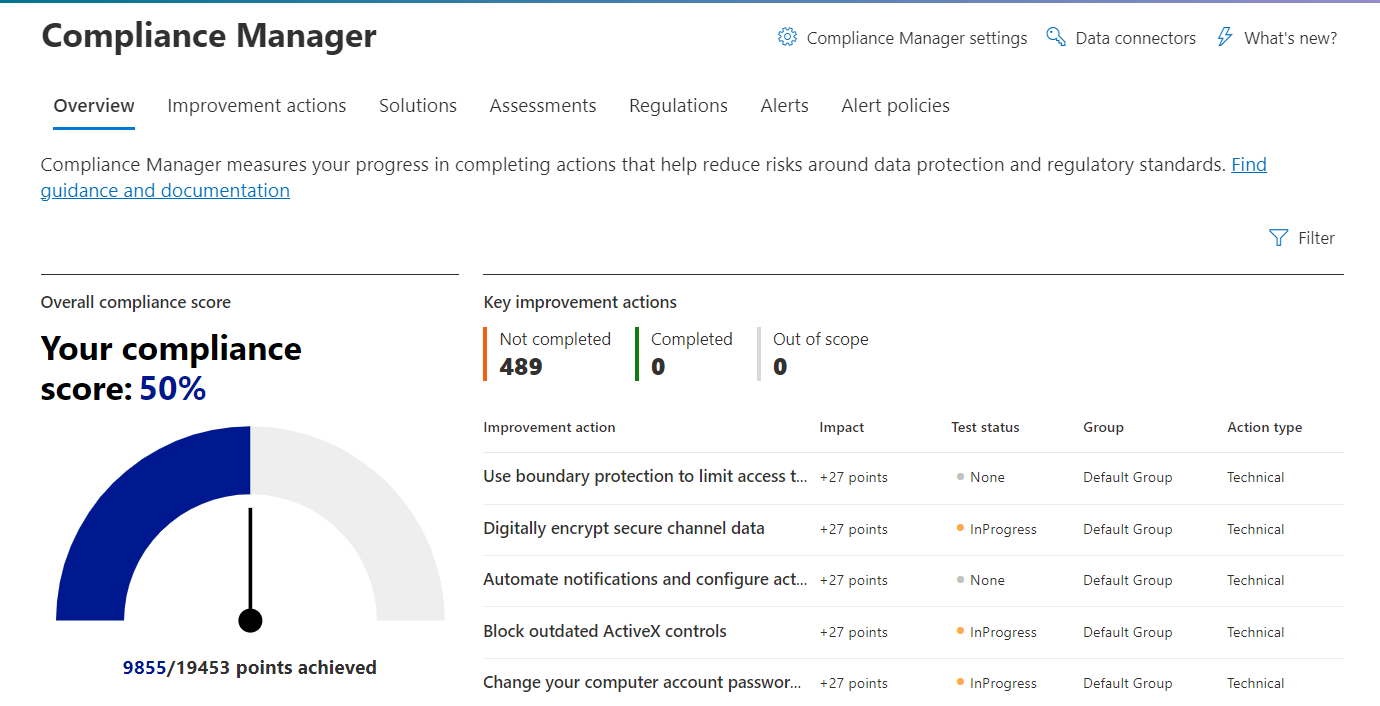 Compliance Manager
Compliance Manager settings
Data connectors
What's new?
Overview
Improvement actions
Solutions
Assessments
Regulations
Alerts
Alert policies
Compliance Manager measures your progress in completing actions that help reduce risks around data protection and regulatory standards. Find
guidance and documentation
Filter
Overall compliance score
Your compliance
score: 50%
9855/19453 points achieved
Key improvement actions
Not completed
489
Completed
0
Out of scope
0
Improvement action Impact Test status Group Action type
Use boundary protection to limit access t... +27 points None Default Group Technical
Digitally encrypt secure channel data +27 points InProgress Default Group Technical
Automate notifications and configure act... +27 points None Default Group Technical
Block outdated ActiveX controls +27 points InProgress Default Group Technical
Change your computer account passwor... +27 points InProgress Default Group Technical